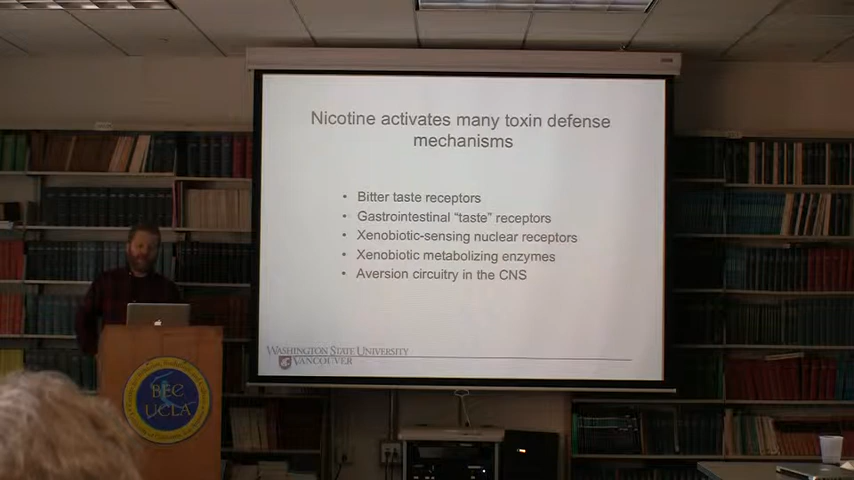 Nicotine activates many toxin defense
mechanisms
• Bitter taste receptors
• Gastrointestinal “taste” receptors
• Xenobiotic-sensing nuclear receptors
• Xenobiotic metabolizing enzymes
• Aversion circuitry in the CNS
WASHINGTON STATE UNIVERSITY
VANCOUVER
BEC
UCLA